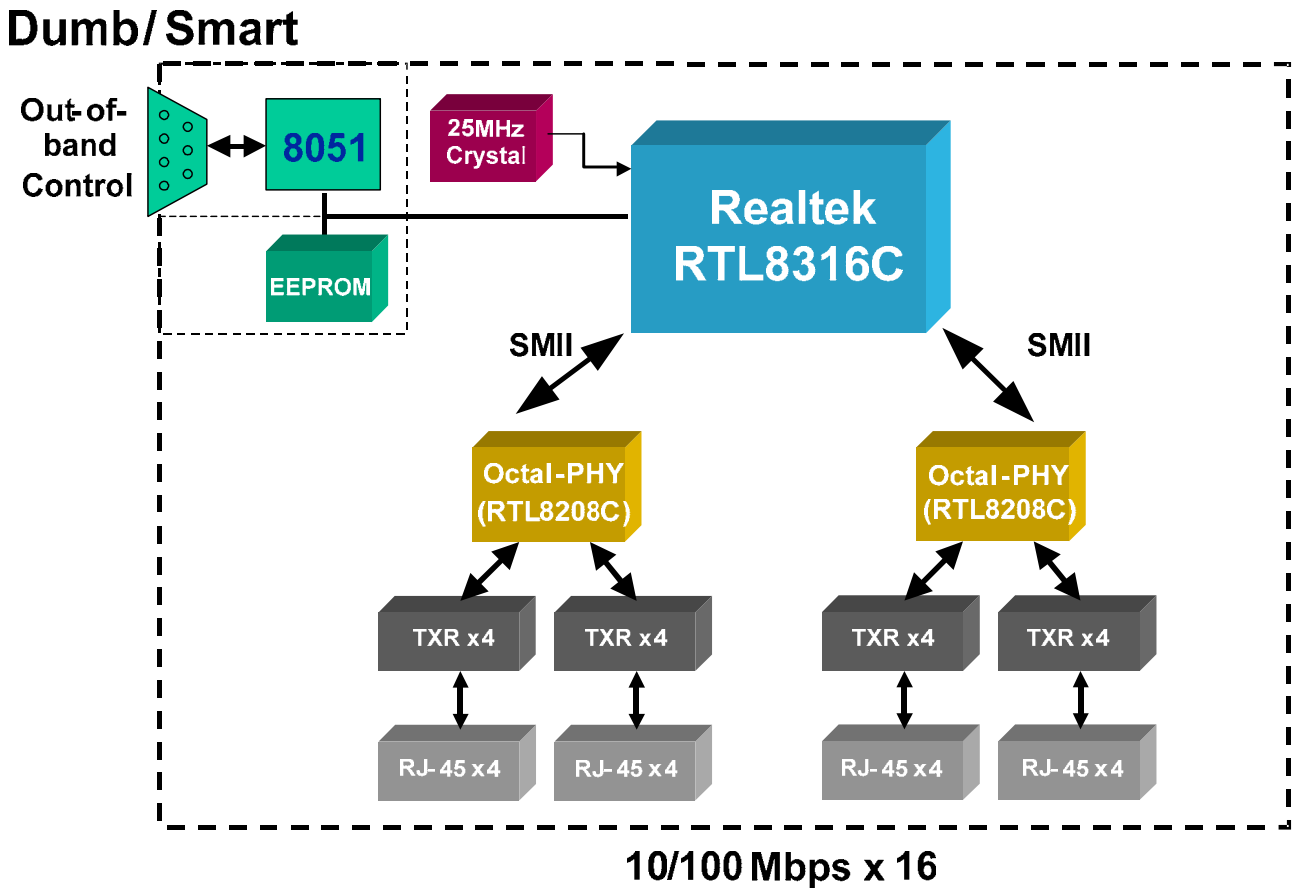 Dumb/ Smart
Out-of-
band
Control
8051
25MHz
Crystal
Realtek
RTL8316C
EEPROM
SMII
SMII
Octal-PHY
(RTL8208C)
Octal-PHY
(RTL8208C)
TXR x4
TXR x4
TXR x4
TXR x4
RJ-45 x4
RJ-45 x4
RJ-45 x4
RJ-45 x4
10/100 Mbps x 16